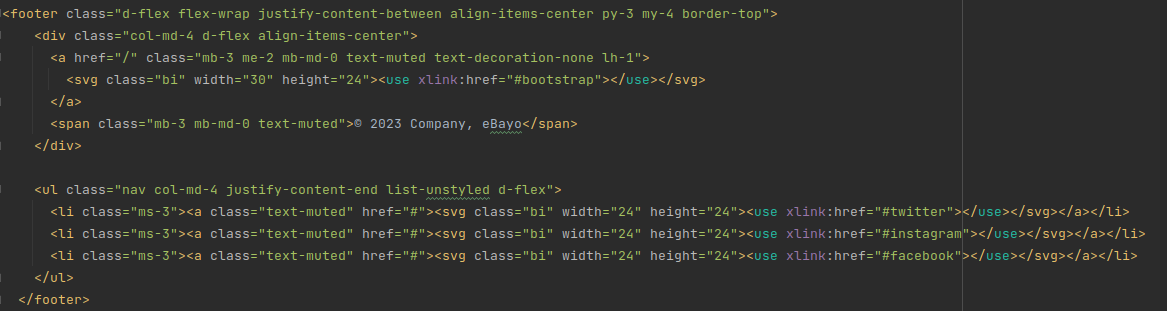 <footer class="d-flex flex-wrap justify-content-between align-items-center py-3 my-4 border-top">
    <div class="col-md-4 d-flex align-items-center">
      <a href="/" class="mb-3 me-2 mb-md-0 text-muted text-decoration-none lh-1">
        <svg class="bi" width="30" height="24"><use xlink:href="#bootstrap"></use></svg>
      </a>
      <span class="mb-3 mb-md-0 text-muted">© 2023 Company, eBayo</span>
    </div>

    <ul class="nav col-md-4 justify-content-end list-unstyled d-flex">
      <li class="ms-3"><a class="text-muted" href="#"><svg class="bi" width="24" height="24"><use xlink:href="#twitter"></use></svg></a></li>
      <li class="ms-3"><a class="text-muted" href="#"><svg class="bi" width="24" height="24"><use xlink:href="#instagram"></use></svg></a></li>
      <li class="ms-3"><a class="text-muted" href="#"><svg class="bi" width="24" height="24"><use xlink:href="#facebook"></use></svg></a></li>
    </ul>
  </footer>